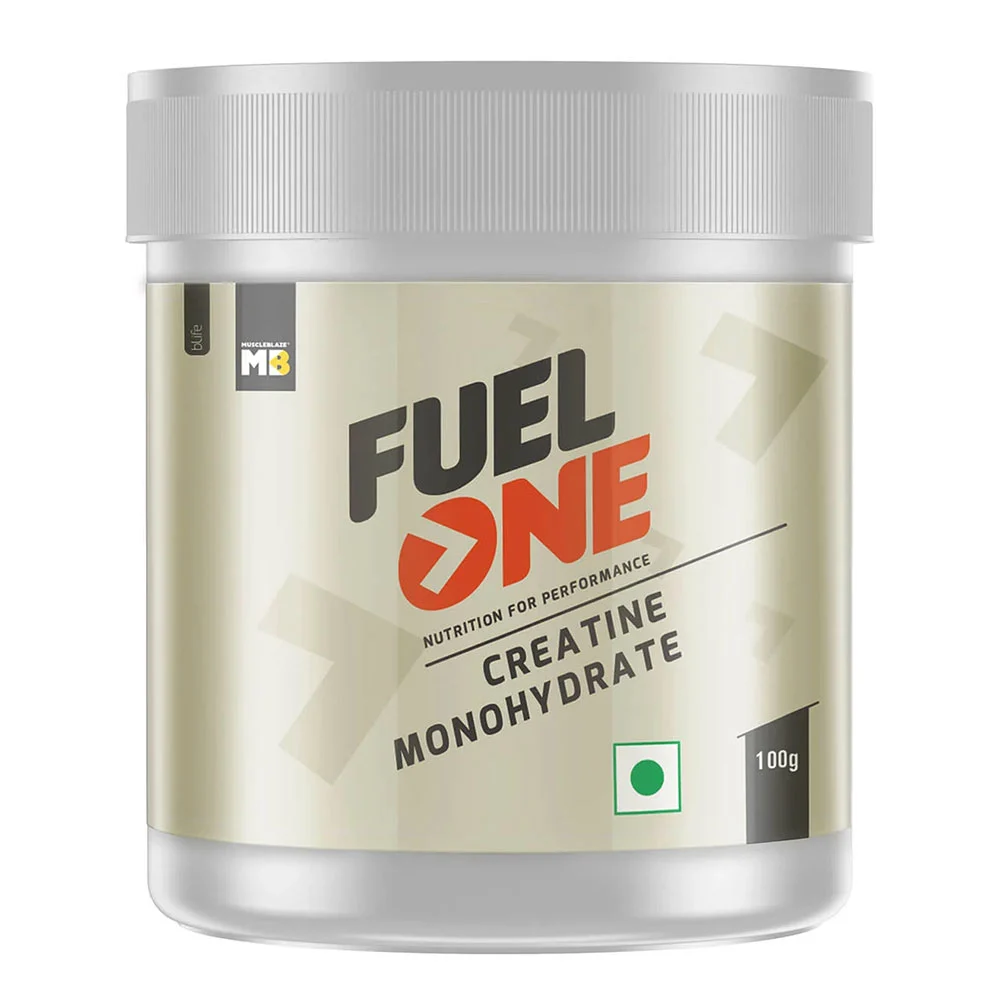 bLife
MUSCLEBLAZE
MB
FUEL
ONE
NUTRITION FOR PERFORMANCE
CREATINE
MONOHYDRATE
100g